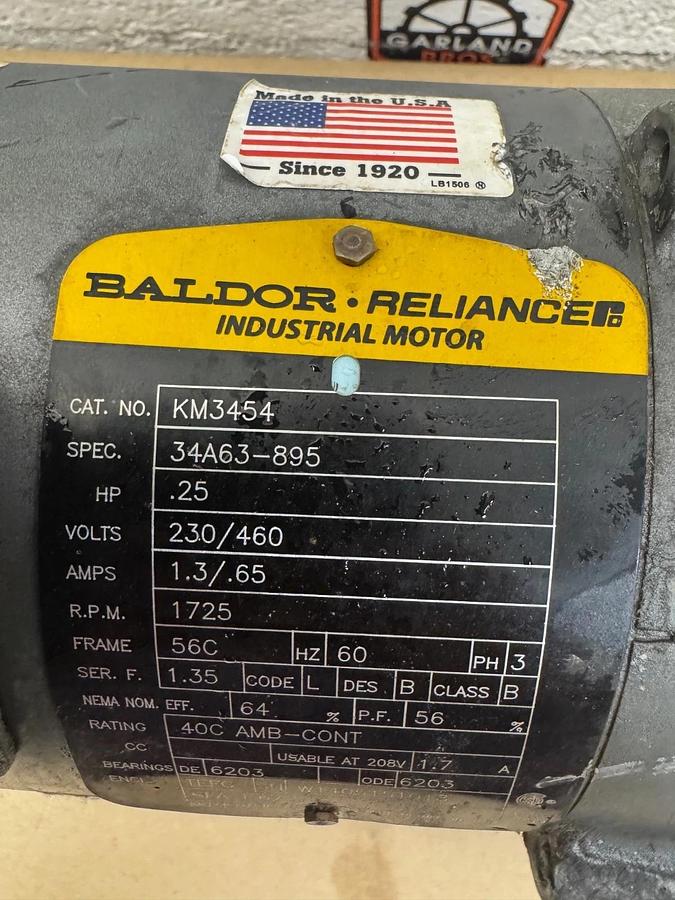 GARLAND
BROS
Made in the U.S.A
Since 1920
LB1506
BALDOR · RELIANCE
INDUSTRIAL MOTOR
CAT. NO. KM3454
SPEC. 34A63-895
HP .25
VOLTS 230/460
AMPS 1.3/.65
R.P.M. 1725
FRAME 56C HZ 60 PH 3
SER. F. 1.35 CODE L DES B CLASS B
NEMA NOM. EFF. 64 % P.F. 56 %
RATING 40C AMB-CONT
CC USABLE AT 208V 1.7 A
BEARINGS DE 6203 ODE 6203
ENCL